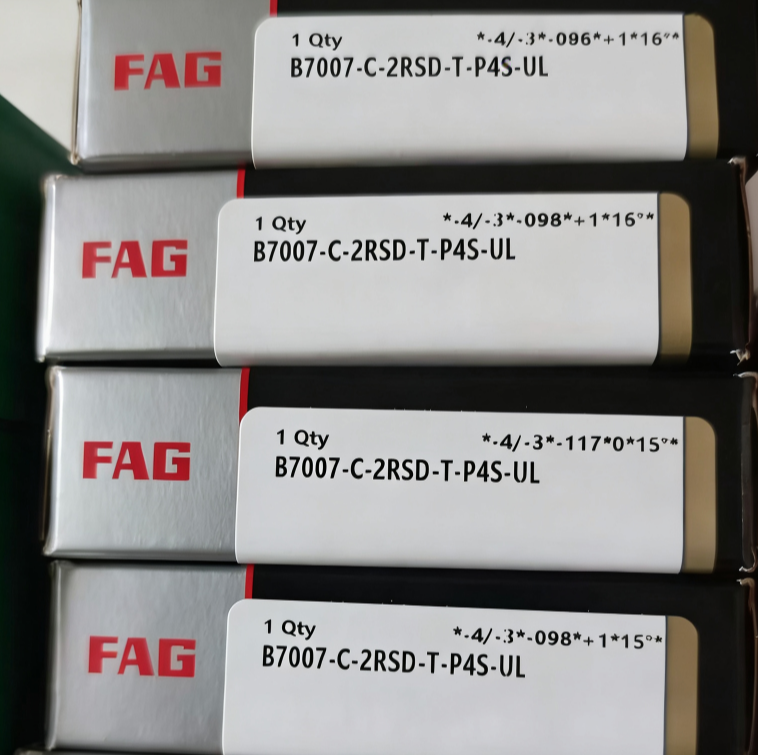 FAG
1 Qty *-4/-3*-096*+1*16°*
B7007-C-2RSD-T-P4S-UL
FAG
1 Qty *-4/-3*-098*+1*16°*
B7007-C-2RSD-T-P4S-UL
FAG
1 Qty *-4/-3*-117*0*15°*
B7007-C-2RSD-T-P4S-UL
FAG
1 Qty *-4/-3*-098*+1*15°*
B7007-C-2RSD-T-P4S-UL